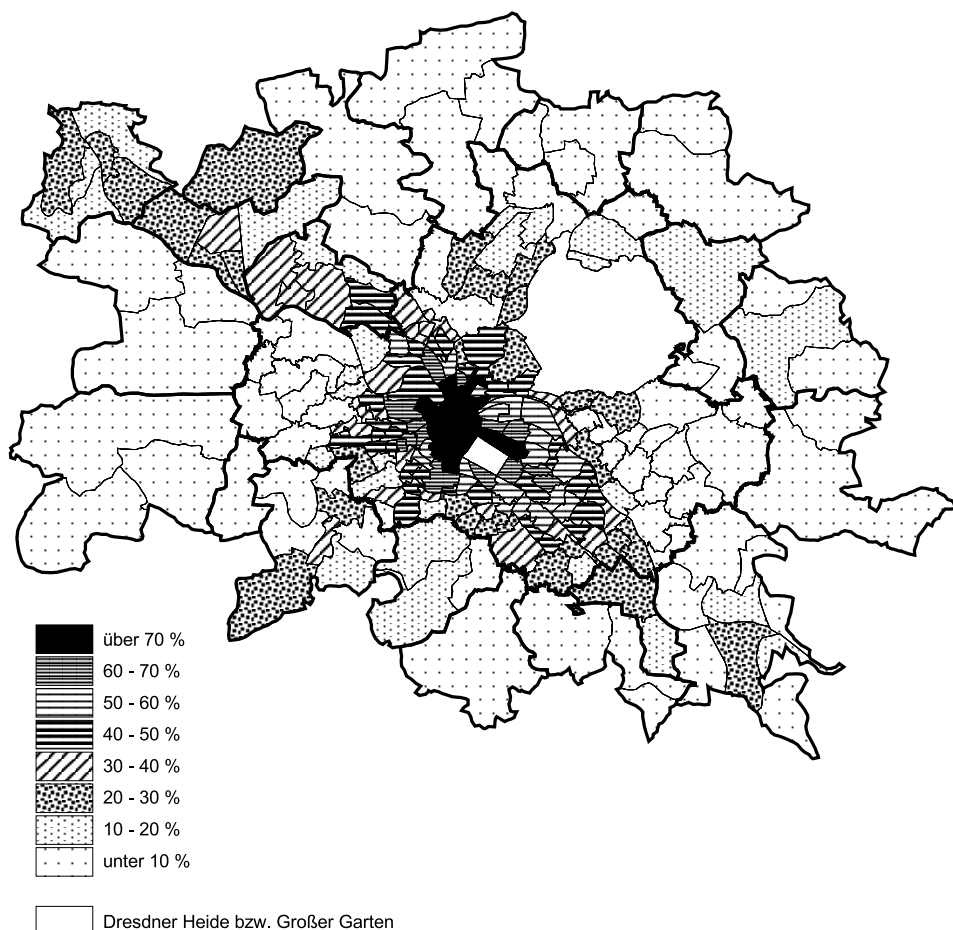 über 70 %
60 - 70 %
50 - 60 %
40 - 50 %
30 - 40 %
20 - 30 %
10 - 20 %
unter 10 %
Dresdner Heide bzw. Großer Garten